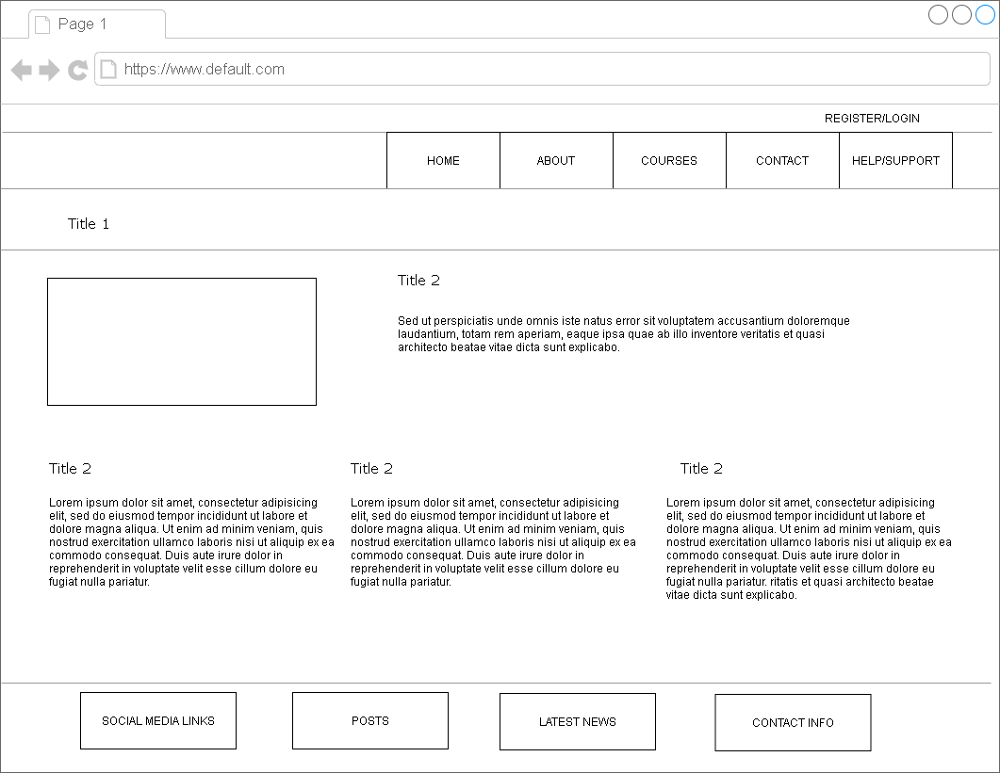 Page 1
https://www.default.com
REGISTER/LOGIN
HOME ABOUT COURSES CONTACT HELP/SUPPORT
Title 1
Title 2
Sed ut perspiciatis unde omnis iste natus error sit voluptatem accusantium doloremque
laudantium, totam rem aperiam, eaque ipsa quae ab illo inventore veritatis et quasi
architecto beatae vitae dicta sunt explicabo.
Title 2
Lorem ipsum dolor sit amet, consectetur adipisicing
elit, sed do eiusmod tempor incididunt ut labore et
dolore magna aliqua. Ut enim ad minim veniam, quis
nostrud exercitation ullamco laboris nisi ut aliquip ex ea
commodo consequat. Duis aute irure dolor in
reprehenderit in voluptate velit esse cillum dolore eu
fugiat nulla pariatur.
Title 2
Lorem ipsum dolor sit amet, consectetur adipisicing
elit, sed do eiusmod tempor incididunt ut labore et
dolore magna aliqua. Ut enim ad minim veniam, quis
nostrud exercitation ullamco laboris nisi ut aliquip ex ea
commodo consequat. Duis aute irure dolor in
reprehenderit in voluptate velit esse cillum dolore eu
fugiat nulla pariatur.
Title 2
Lorem ipsum dolor sit amet, consectetur adipisicing
elit, sed do eiusmod tempor incididunt ut labore et
dolore magna aliqua. Ut enim ad minim veniam, quis
nostrud exercitation ullamco laboris nisi ut aliquip ex ea
commodo consequat. Duis aute irure dolor in
reprehenderit in voluptate velit esse cillum dolore eu
fugiat nulla pariatur. ritatis et quasi architecto beatae
vitae dicta sunt explicabo.
SOCIAL MEDIA LINKS POSTS LATEST NEWS CONTACT INFO